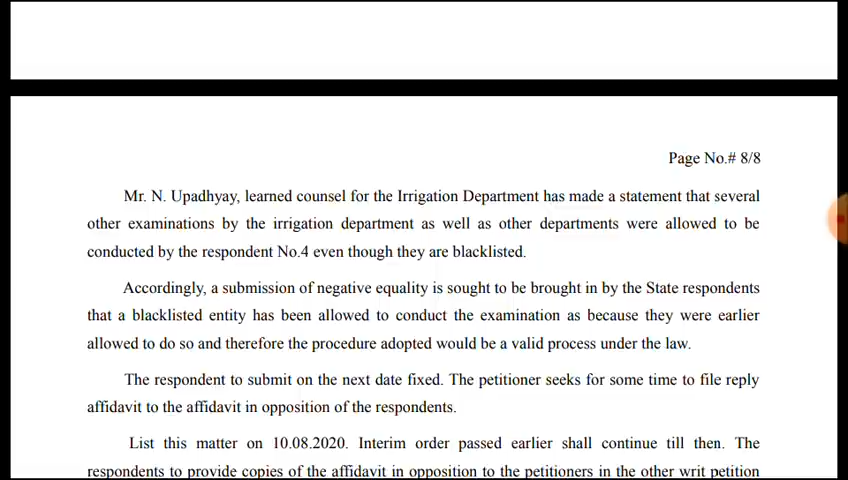 Page No.# 8/8
Mr. N. Upadhyay, learned counsel for the Irrigation Department has made a statement that several
other examinations by the irrigation department as well as other departments were allowed to be
conducted by the respondent No.4 even though they are blacklisted.
Accordingly, a submission of negative equality is sought to be brought in by the State respondents
that a blacklisted entity has been allowed to conduct the examination as because they were earlier
allowed to do so and therefore the procedure adopted would be a valid process under the law.
The respondent to submit on the next date fixed. The petitioner seeks for some time to file reply
affidavit to the affidavit in opposition of the respondents.
List this matter on 10.08.2020. Interim order passed earlier shall continue till then. The
respondents to provide copies of the affidavit in opposition to the petitioners in the other writ petition